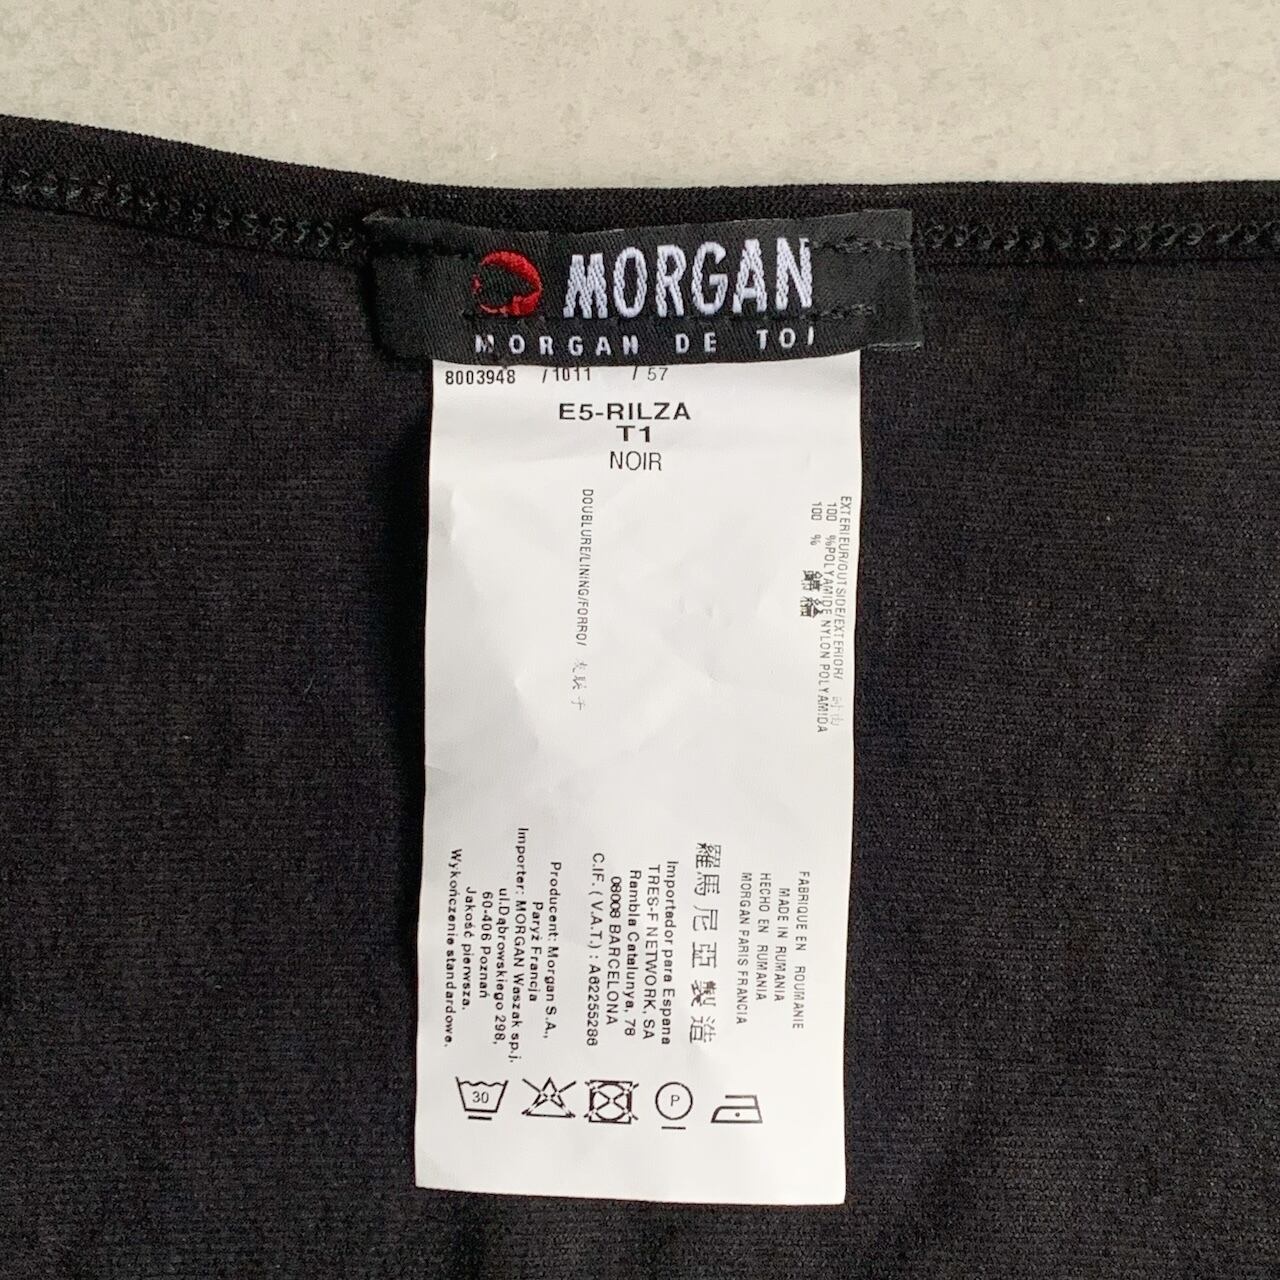 MORGAN
MORGAN DE TOI
8003948 /1011 / 57
E5-RILZA
T1
NOIR
EXTERIEUR/OUTSIDE/EXTERIOR/
100 %POLYAMIDE NYLON POLYAMIDA
100 %
DOUBLURE/LINING/FORRO/
FABRIQUE EN ROUMANIE
MADE IN RUMANIA
HECHO EN RUMANIA
MORGAN PARIS FRANCIA
羅馬尼亞製造
Importador para Espana
TRES-F NETWORK, SA
Rambla Catalunya, 78
08008 BARCELONA
C.I.F. ( V.A.T.) : A62255286
Producent: Morgan S.A.,
Paryż Francja
Importer: MORGAN Waszak sp.j.
ul.Dąbrowskiego 298,
60-406 Poznań
Jakość pierwsza.
Wykończenie standardowe.
30
P